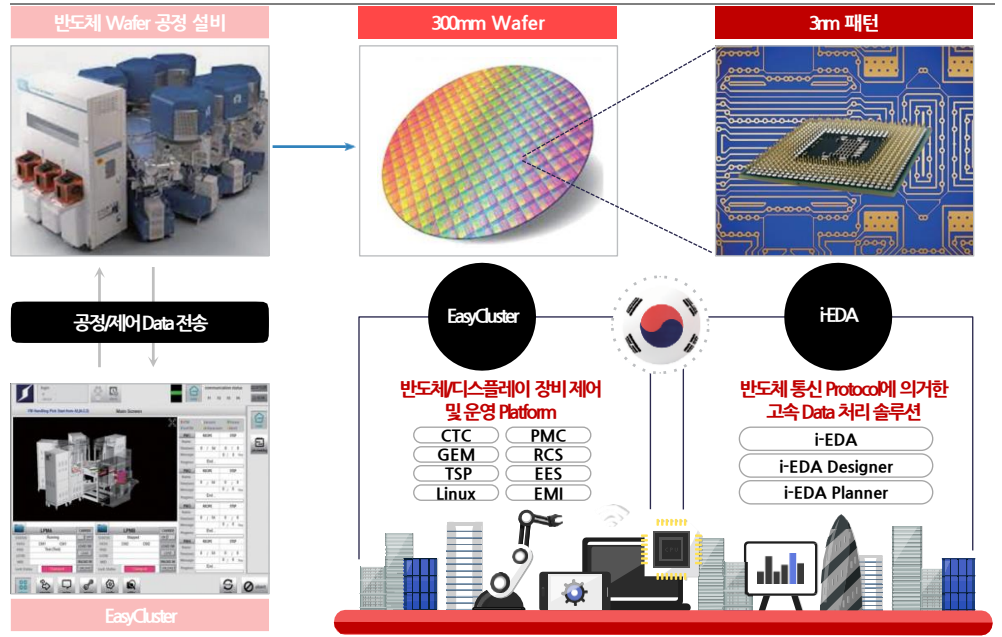 반도체 Wafer 공정 설비
300mm Wafer
3nm 패턴
공정/제어 Data 전송
EasyCluster
i-EDA
반도체/디스플레이 장비 제어
및 운영 Platform
반도체 통신 Protocol에 의거한
고속 Data 처리 솔루션
CTC
PMC
GEM
RCS
TSP
EES
Linux
EMI
i-EDA
i-EDA Designer
i-EDA Planner
Main Screen
LPMA
LPMB
EasyCluster